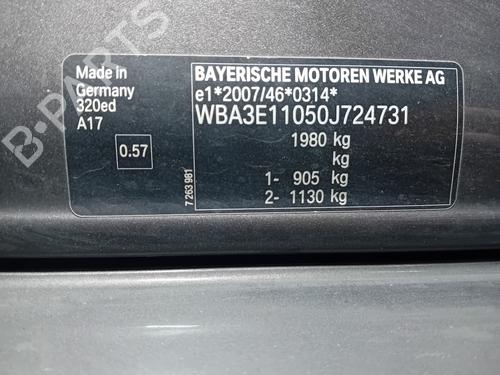 Made in
Germany
320ed
A17
0.57
7 263 981
BAYERISCHE MOTOREN WERKE AG
e1*2007/46*0314*
WBA3E11050J724731
1980 kg
kg
1- 905 kg
2- 1130 kg
B-PARTS